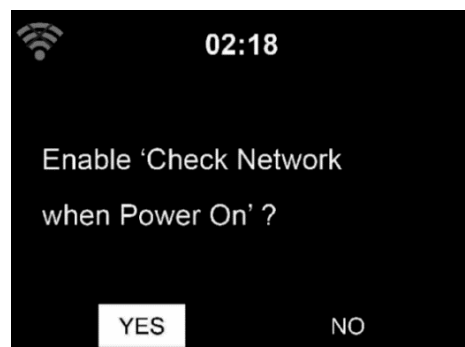 02:18
Enable ‘Check Network
when Power On’ ?
YES
NO